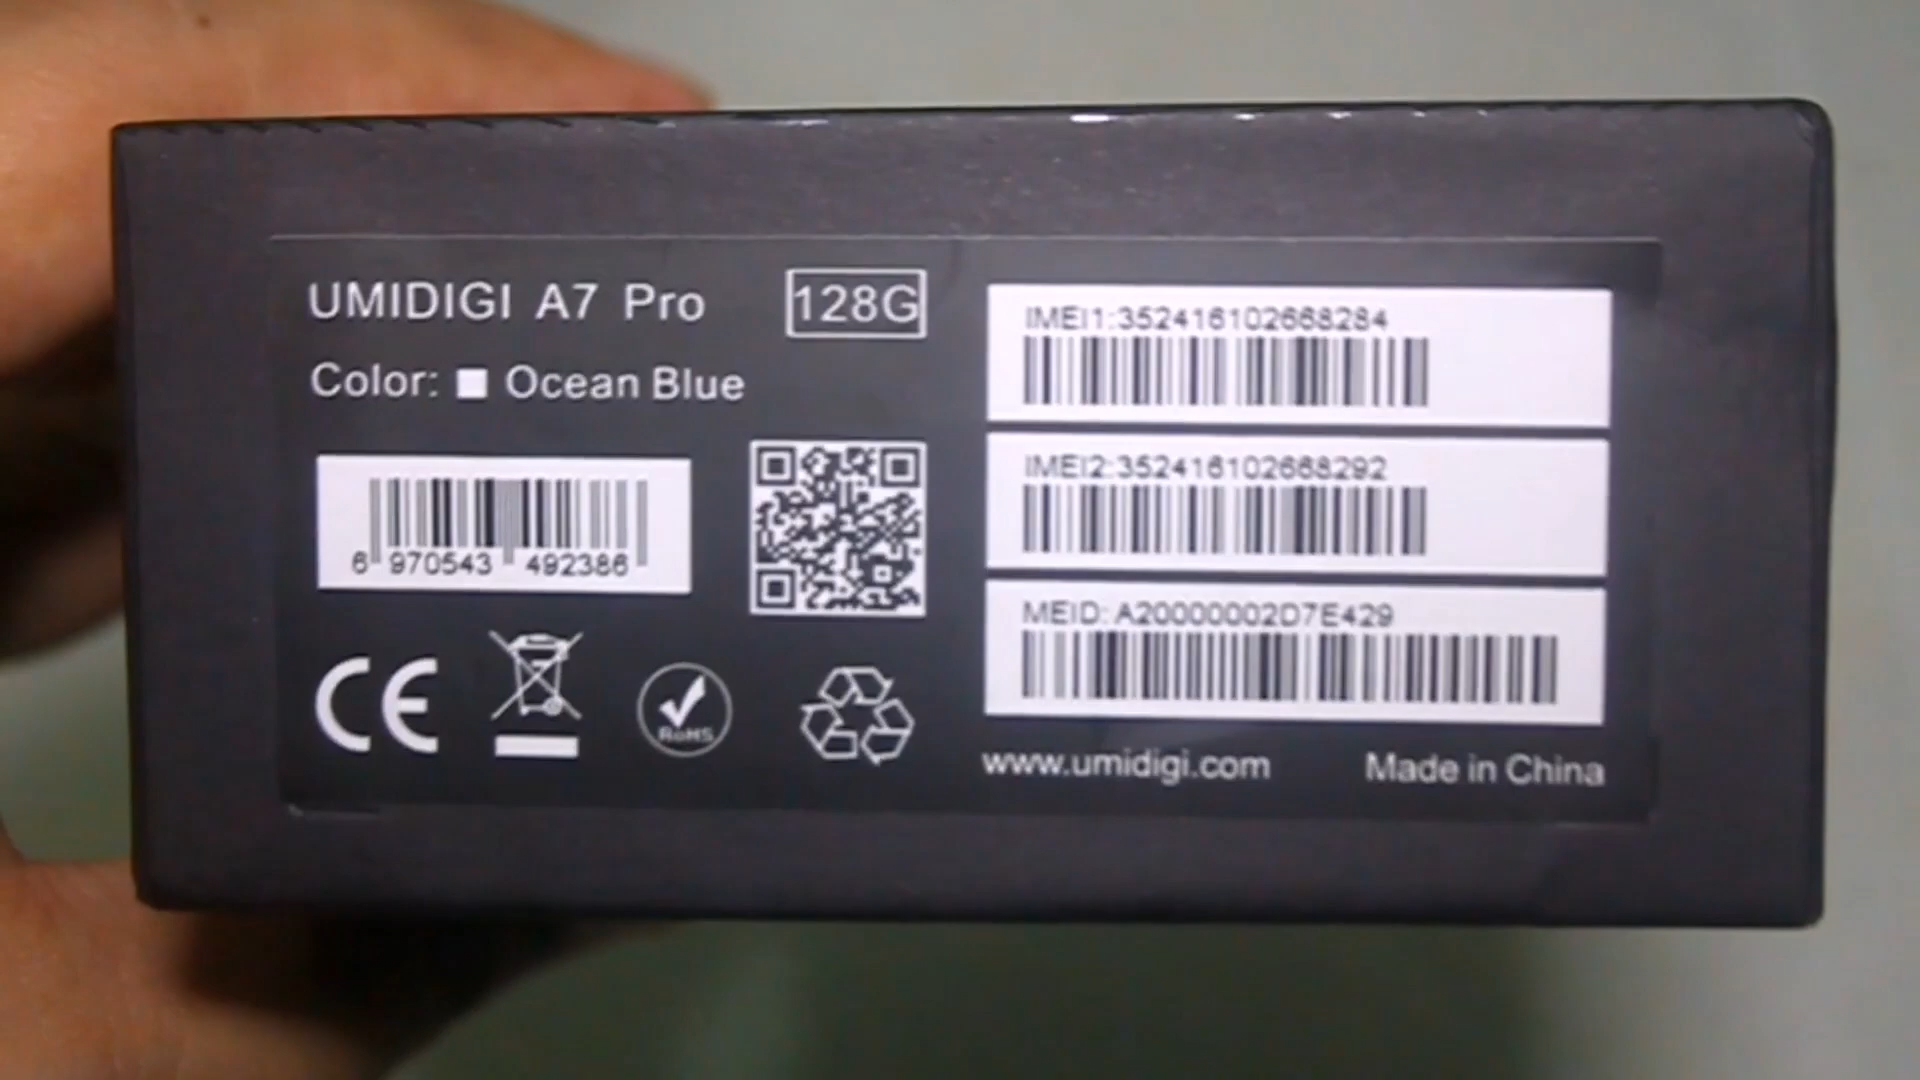 UMIDIGI A7 Pro 128G
Color: Ocean Blue
6 970543 492386
CE
RoHS
IMEI1:352416102668284
IMEI2:352416102668292
MEID: A20000002D7E429
www.umidigi.com Made in China